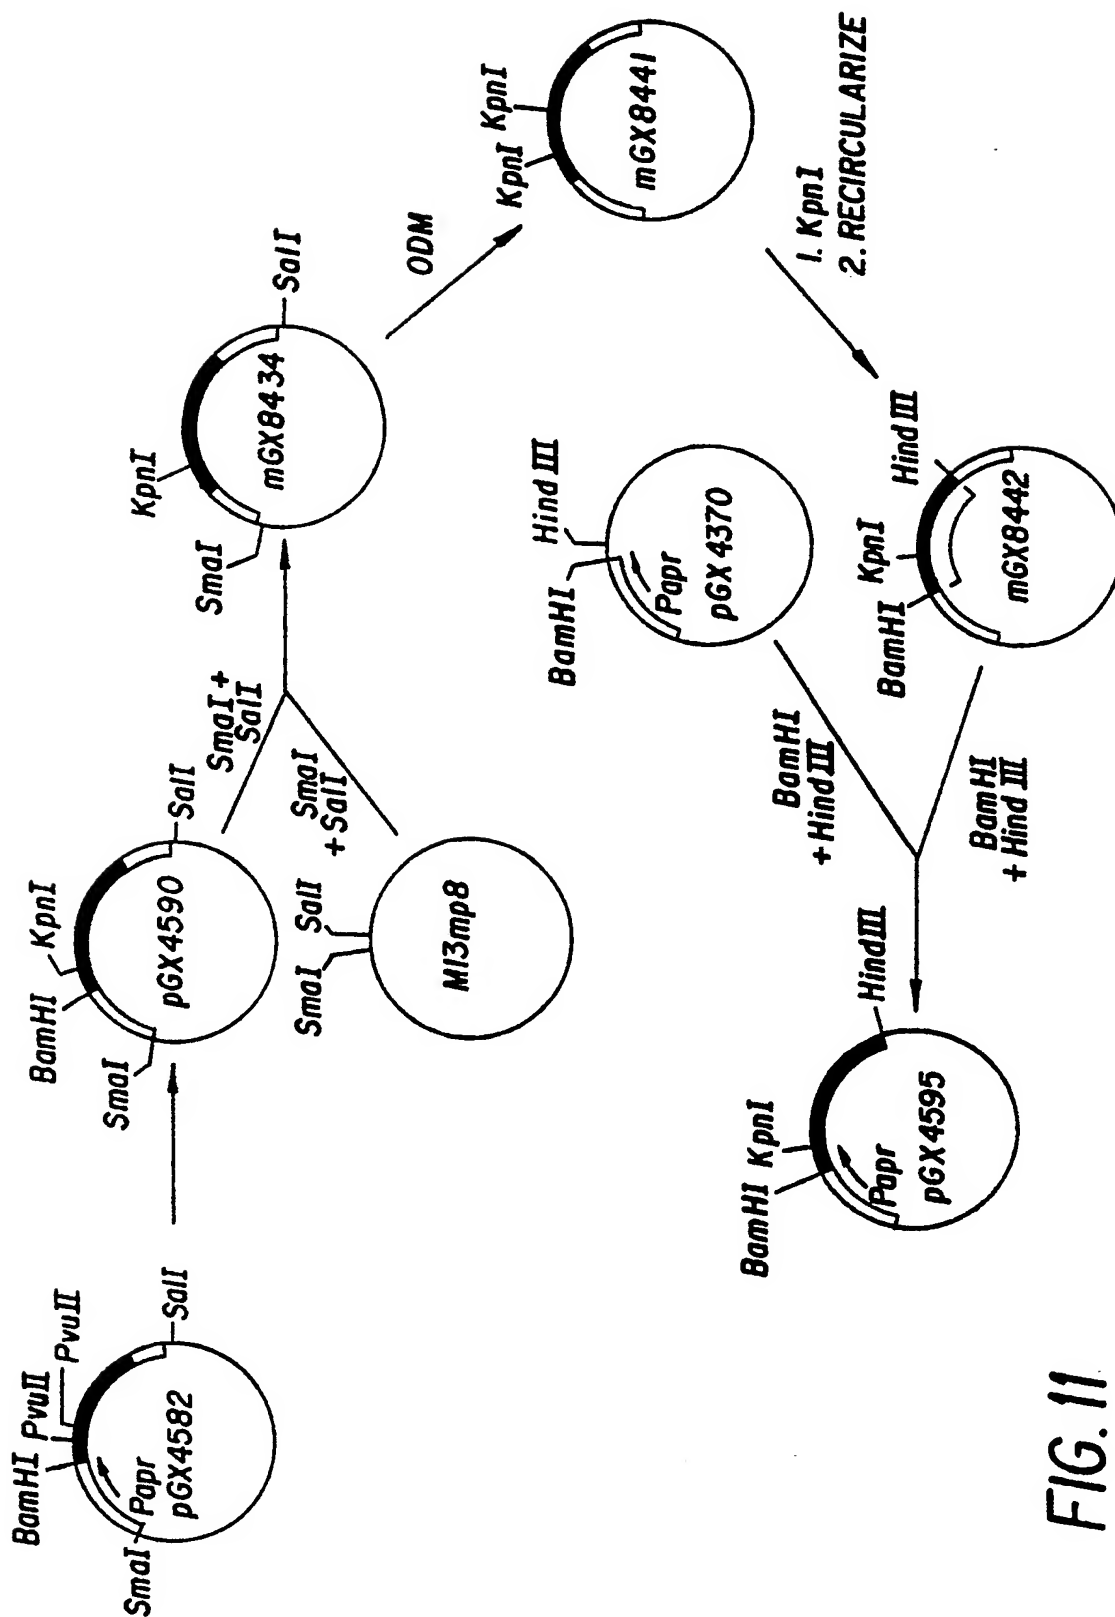 BamHI
PvuII
PvuII
SmaI
SalI
Papr
pGX4582
BamHI
KpnI
SmaI
SalI
pGX4590
SmaI
SalI
M13mp8
SmaI +
SalI
SmaI
+SalI
KpnI
SmaI
SalI
mGX8434
ODM
KpnI
KpnI
mGX8441
1. KpnI
2. RECIRCULARIZE
BamHI
HindIII
Papr
pGX4370
BamHI
KpnI
HindIII
mGX8442
BamHI
+HindIII
BamHI
+HindIII
BamHI
KpnI
HindIII
Papr
pGX4595
FIG. 11